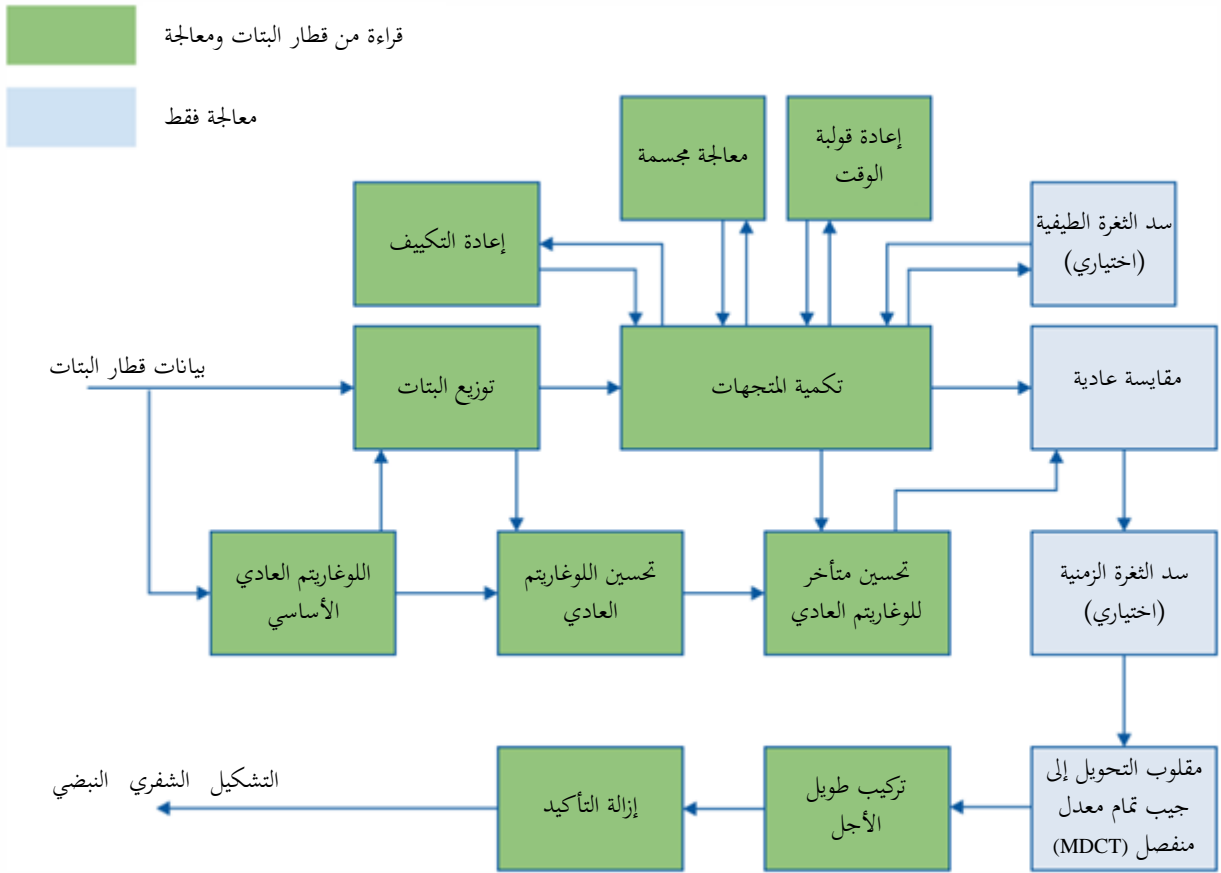 قراءة من قطار البتات ومعالجة
معالجة فقط
إعادة قولبة
الوقت
معالجة مجسمة
سد الثغرة الطيفية
(اختياري)
إعادة التكييف
بيانات قطار البتات
توزيع البتات
تكمية المتجهات
مقايسة عادية
اللوغاريتم العادي
الأساسي
تحسين اللوغاريتم
العادي
تحسين متأخر
للوغاريتم العادي
سد الثغرة الزمنية
(اختياري)
مقلوب التحويل إلى
جيب تمام معدل
منفصل (MDCT)
تركيب طويل
الأجل
إزالة التأكيد
التشكيل الشفري النبضي